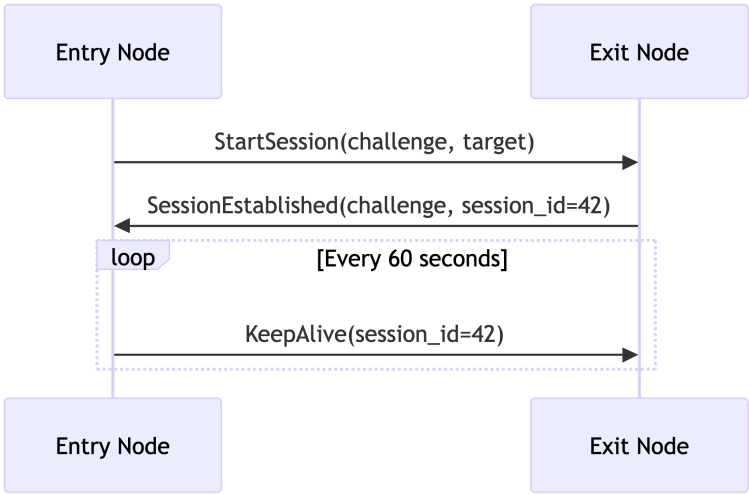 Entry Node
Exit Node
StartSession(challenge, target)
SessionEstablished(challenge, session_id=42)
loop
[Every 60 seconds]
KeepAlive(session_id=42)
Entry Node
Exit Node